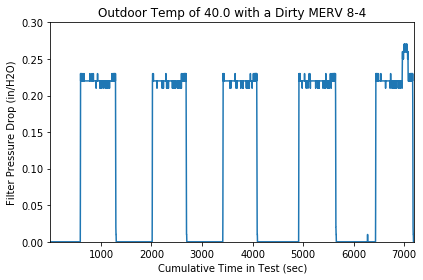 Outdoor Temp of 40.0 with a Dirty MERV 8-4
Filter Pressure Drop (in/H2O)
0.30
0.25
0.20
0.15
0.10
0.05
0.00
1000 2000 3000 4000 5000 6000 7000
Cumulative Time in Test (sec)